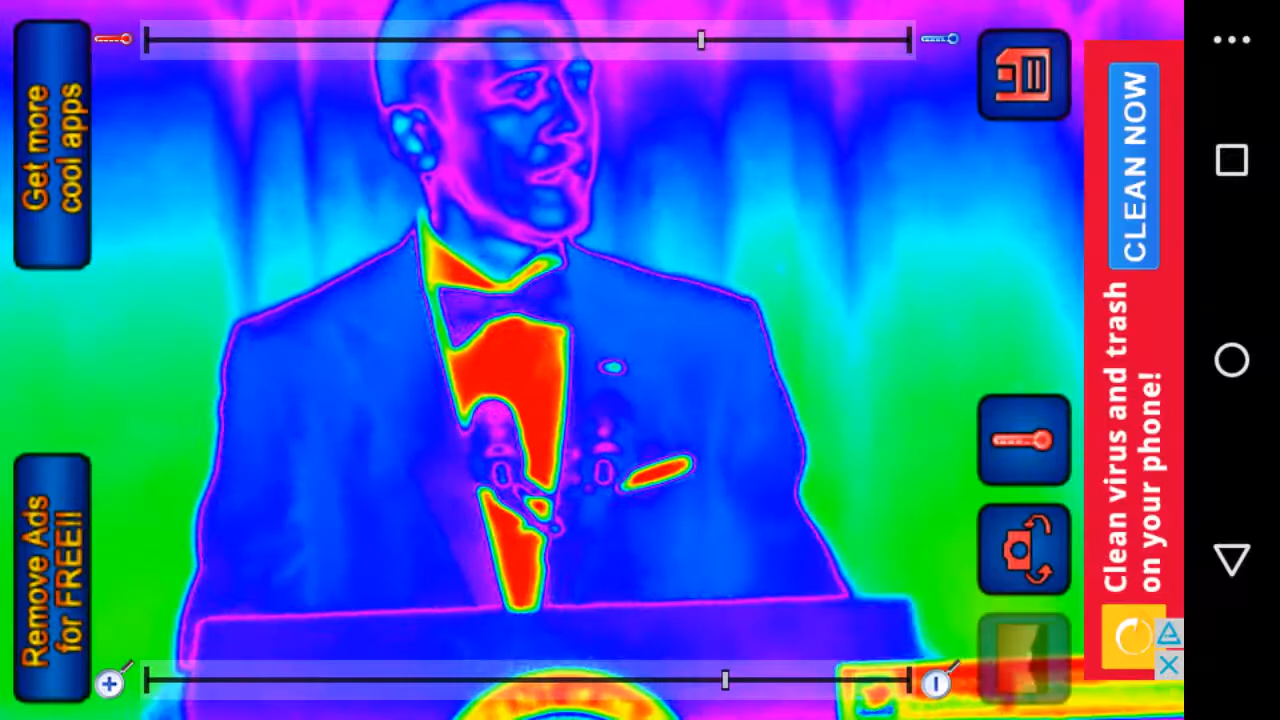 Get more
cool apps
Remove Ads
for FREE!!
CLEAN NOW
Clean virus and trash
on your phone!